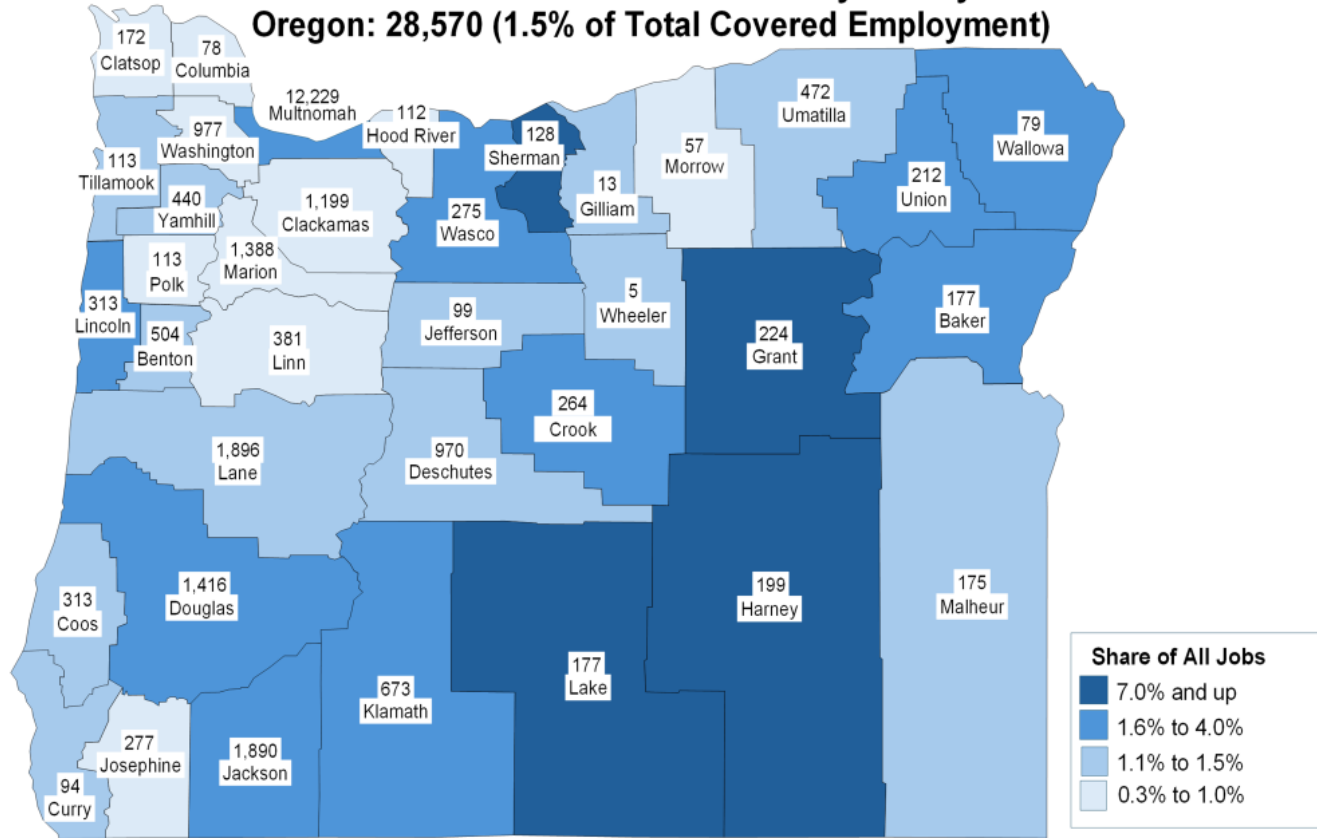 Oregon: 28,570 (1.5% of Total Covered Employment)
172
Clatsop
78
Columbia
12,229
Multnomah
112
Hood River
977
Washington
128
Sherman
472
Umatilla
79
Wallowa
57
Morrow
113
Tillamook
13
Gilliam
212
Union
440
Yamhill
1,199
Clackamas
275
Wasco
1,388
Marion
113
Polk
313
Lincoln
99
Jefferson
5
Wheeler
177
Baker
504
Benton
381
Linn
224
Grant
264
Crook
1,896
Lane
970
Deschutes
313
Coos
1,416
Douglas
199
Harney
175
Malheur
673
Klamath
177
Lake
277
Josephine
1,890
Jackson
94
Curry
Share of All Jobs
7.0% and up
1.6% to 4.0%
1.1% to 1.5%
0.3% to 1.0%